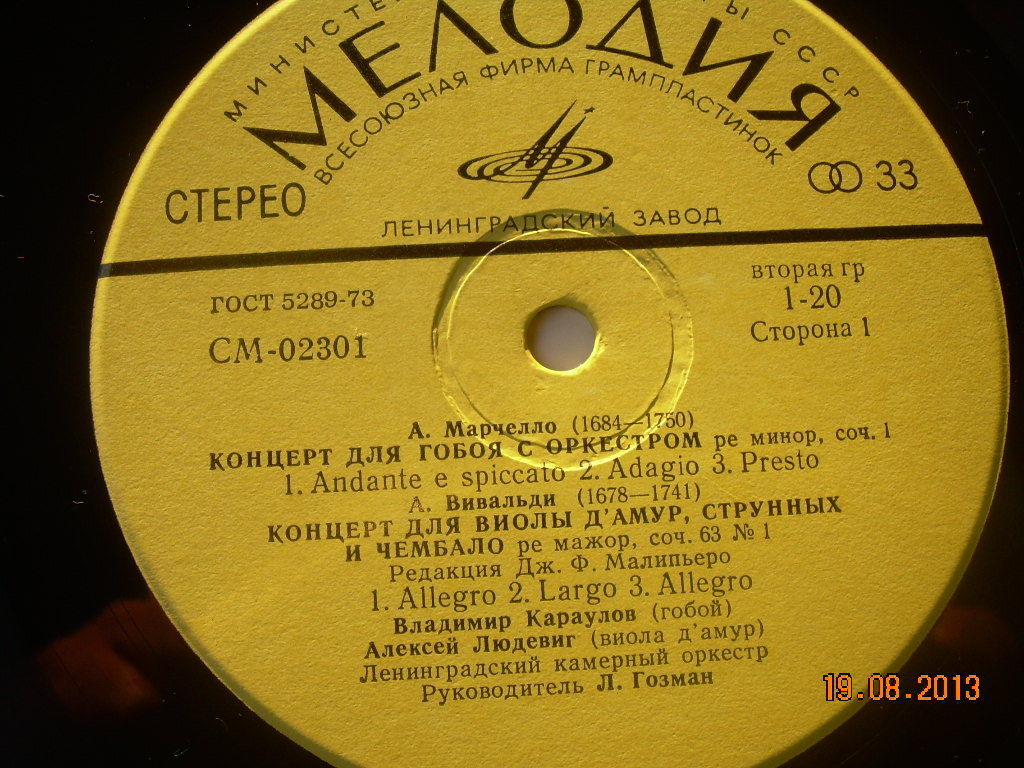 МИНИСТЕ
Ы СССР
МЕЛОДИЯ
ВСЕСОЮЗНАЯ ФИРМА ГРАМПЛАСТИНОК
СТЕРЕО
33
ЛЕНИНГРАДСКИЙ ЗАВОД
ГОСТ 5289-73
СМ-02301
вторая гр
1-20
Сторона 1
А. Марчелло (1684—1750)
КОНЦЕРТ ДЛЯ ГОБОЯ С ОРКЕСТРОМ ре минор, соч. 1
1. Andante e spiccato 2. Adagio 3. Presto
А. Вивальди (1678—1741)
КОНЦЕРТ ДЛЯ ВИОЛЫ Д'АМУР, СТРУННЫХ
И ЧЕМБАЛО ре мажор, соч. 63 № 1
Редакция Дж. Ф. Малипьеро
1. Allegro 2. Largo 3. Allegro
Владимир Караулов (гобой)
Алексей Людевиг (виола д'амур)
Ленинградский камерный оркестр
Руководитель Л. Гозман
19.08.2013